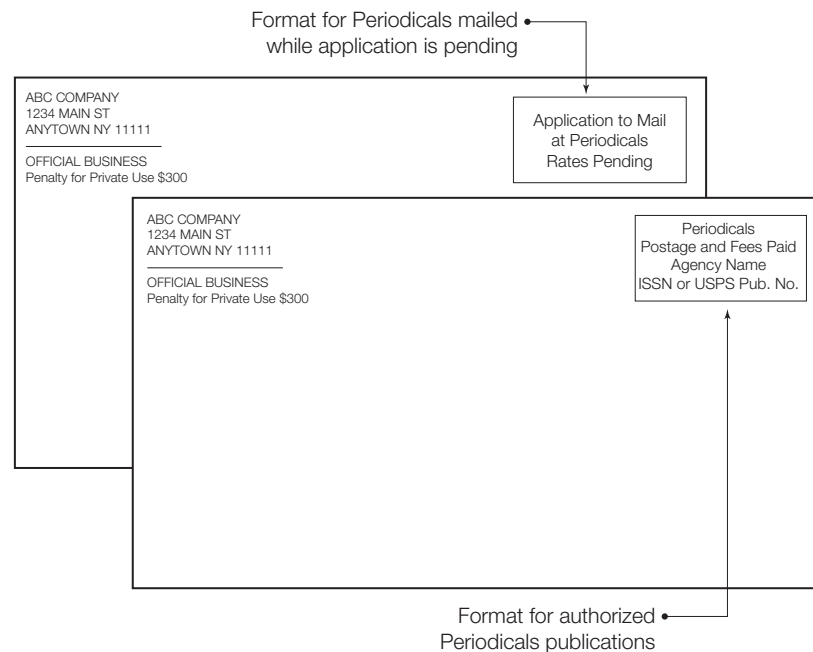 Format for Periodicals mailed
while application is pending
ABC COMPANY
1234 MAIN ST
ANYTOWN NY 11111
OFFICIAL BUSINESS
Penalty for Private Use $300
Application to Mail
at Periodicals
Rates Pending
ABC COMPANY
1234 MAIN ST
ANYTOWN NY 11111
OFFICIAL BUSINESS
Penalty for Private Use $300
Periodicals
Postage and Fees Paid
Agency Name
ISSN or USPS Pub. No.
Format for authorized
Periodicals publications